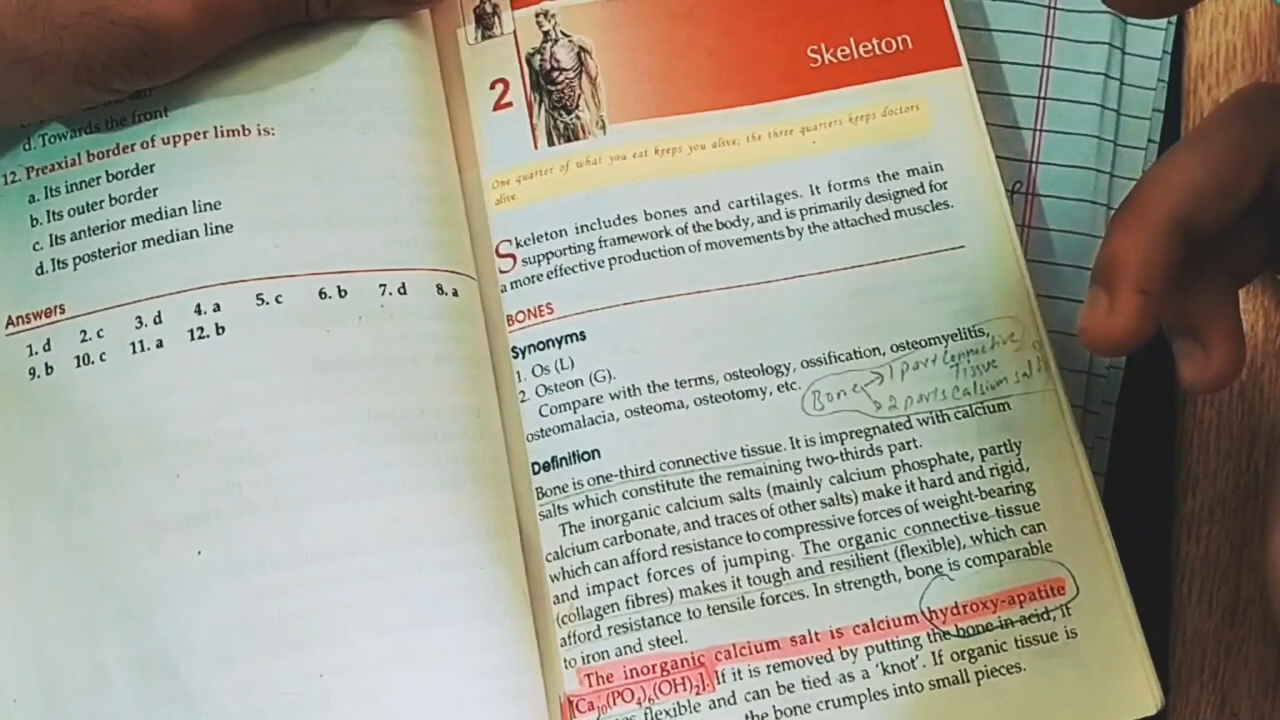 d. Towards the front
12. Preaxial border of upper limb is:
a. Its inner border
b. Its outer border
c. Its anterior median line
d. Its posterior median line
Answers
1. d 2. c 3. d 4. a 5. c 6. b 7. d 8. a
9. b 10. c 11. a 12. b
2
Skeleton
One quarter of what you eat keeps you alive; the three quarters keeps doctors
alive.
Skeleton includes bones and cartilages. It forms the main
supporting framework of the body, and is primarily designed for
a more effective production of movements by the attached muscles.
BONES
Synonyms
1. Os (L)
2. Osteon (G).
Compare with the terms, osteology, ossification, osteomyelitis,
osteomalacia, osteoma, osteotomy, etc.
Bone → 1 part Connective
Tissue
→ 2 parts Calsium salt
Definition
Bone is one-third connective tissue. It is impregnated with calcium
salts which constitute the remaining two-thirds part.
The inorganic calcium salts (mainly calcium phosphate, partly
calcium carbonate, and traces of other salts) make it hard and rigid,
which can afford resistance to compressive forces of weight-bearing
and impact forces of jumping. The organic connective tissue
(collagen fibres) makes it tough and resilient (flexible), which can
afford resistance to tensile forces. In strength, bone is comparable
to iron and steel.
The inorganic calcium salt is calcium hydroxy-apatite
[Ca10(PO4)6(OH)2]. If it is removed by putting the bone in acid, it
flexible and can be tied as a 'knot'. If organic tissue is
the bone crumples into small pieces.